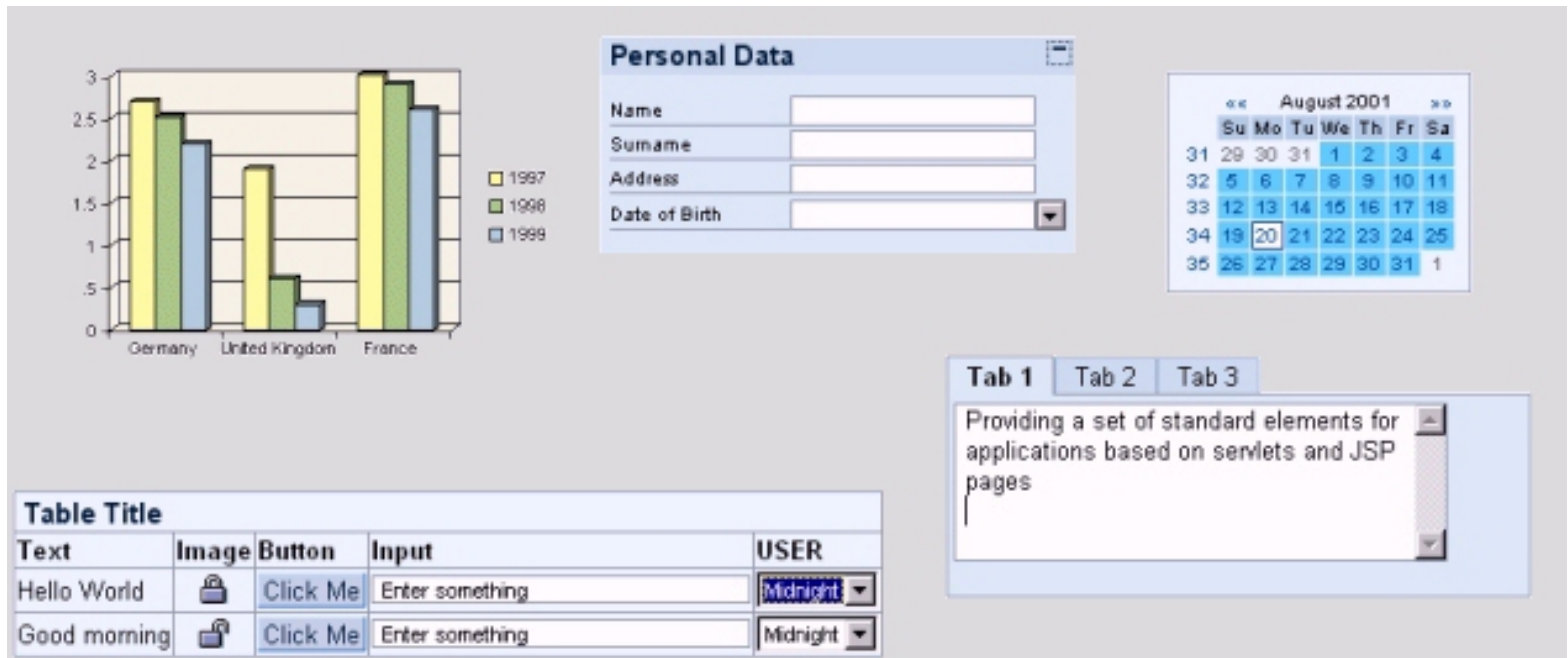 3
2.5
2
1.5
1
.5
0
Germany United Kingdom France
1997
1998
1999
Personal Data
Name
Surname
Address
Date of Birth
«« August 2001 »»
Su Mo Tu We Th Fr Sa
31 29 30 31 1 2 3 4
32 5 6 7 8 9 10 11
33 12 13 14 15 16 17 18
34 19 20 21 22 23 24 25
35 26 27 28 29 30 31 1
Tab 1 Tab 2 Tab 3
Providing a set of standard elements for
applications based on servlets and JSP
pages
Table Title
Text Image Button Input USER
Hello World Click Me Enter something Midnight
Good morning Click Me Enter something Midnight